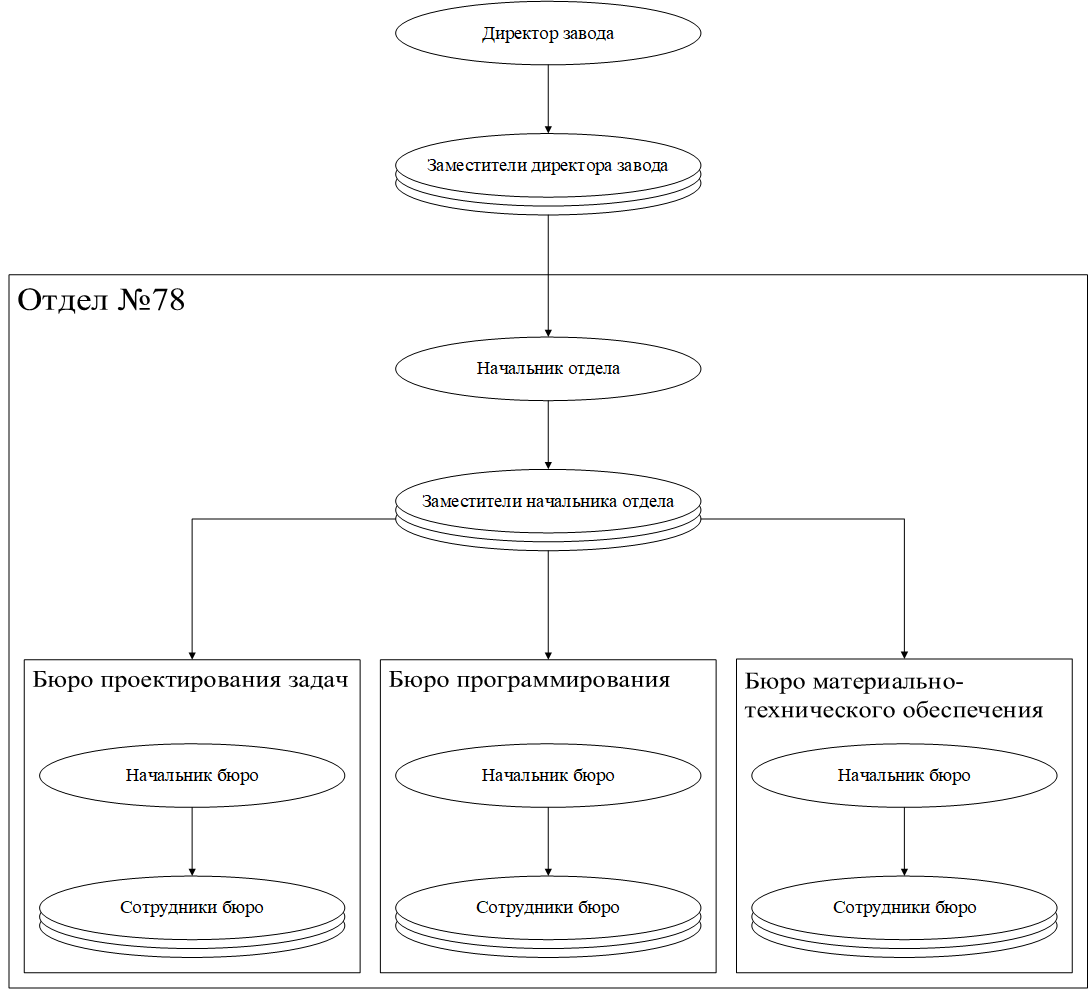 Директор завода
Заместители директора завода
Отдел №78
Начальник отдела
Заместители начальника отдела
Бюро проектирования задач
Начальник бюро
Сотрудники бюро
Бюро программирования
Начальник бюро
Сотрудники бюро
Бюро материально-
технического обеспечения
Начальник бюро
Сотрудники бюро